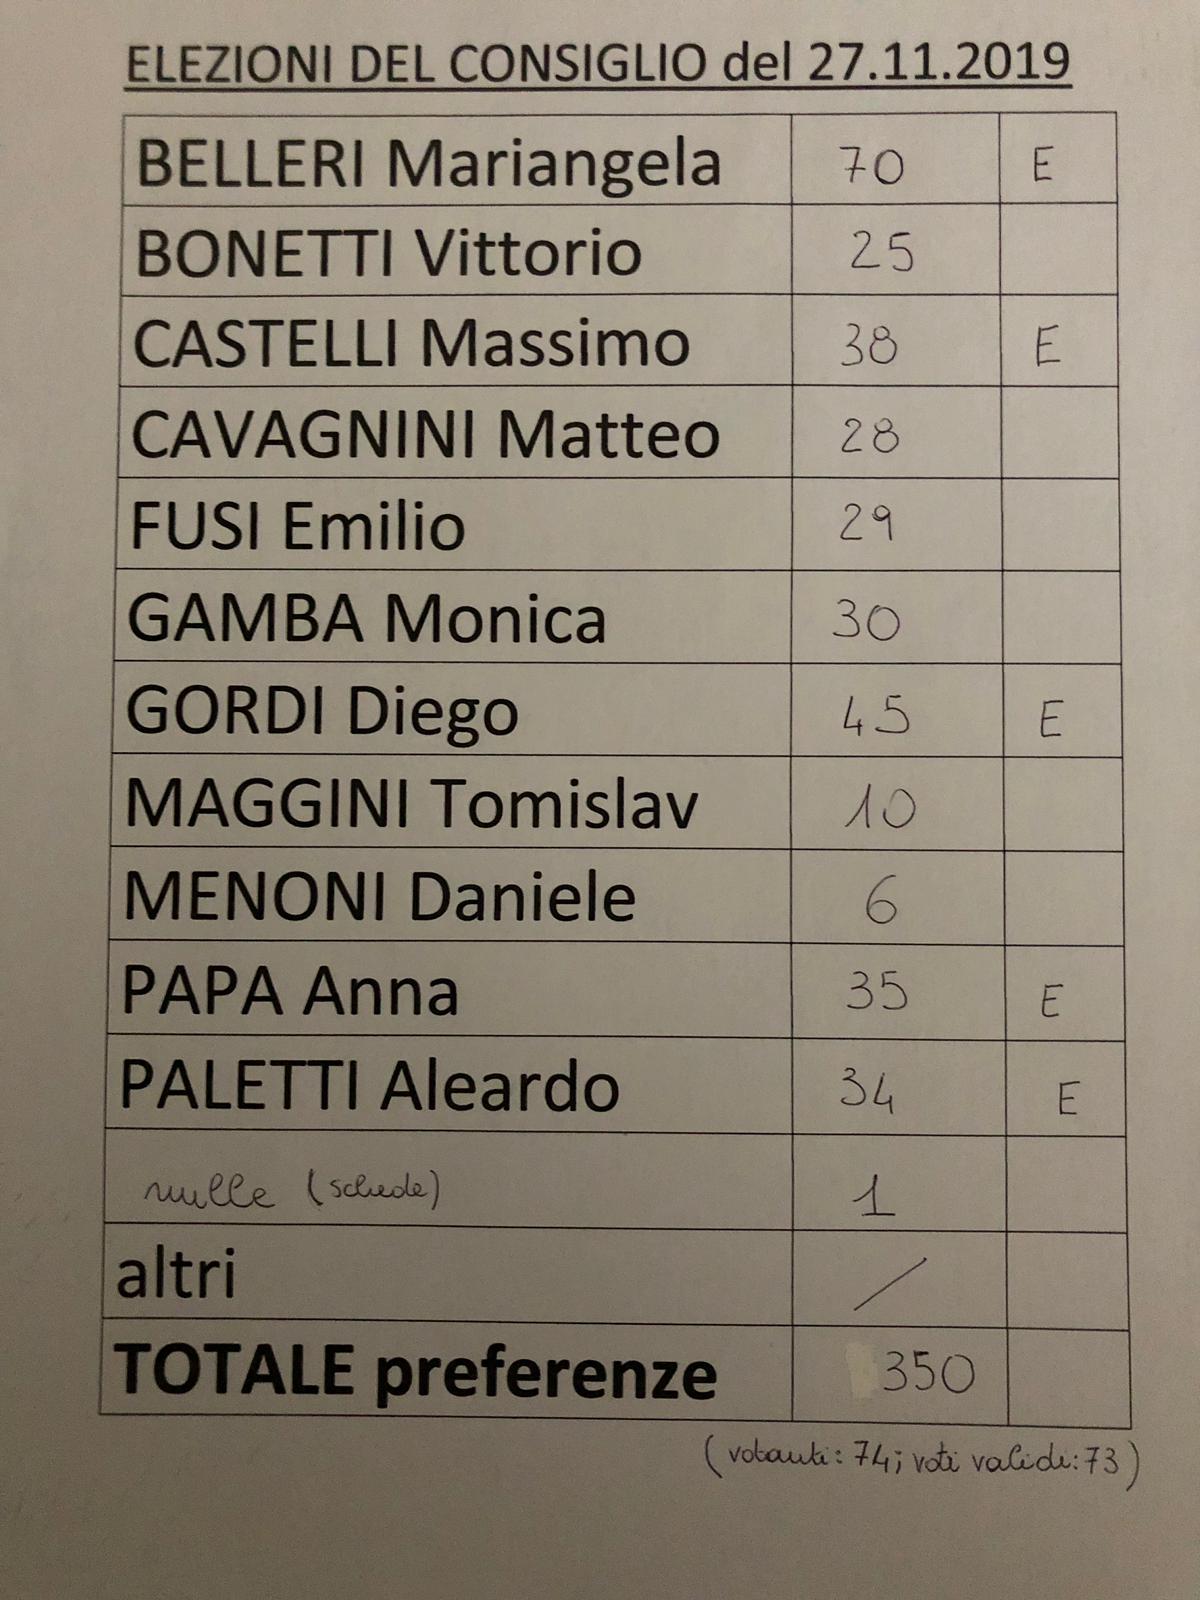 ELEZIONI DEL CONSIGLIO del 27.11.2019
BELLERI Mariangela 70 E
BONETTI Vittorio 25
CASTELLI Massimo 38 E
CAVAGNINI Matteo 28
FUSI Emilio 29
GAMBA Monica 30
GORDI Diego 45 E
MAGGINI Tomislav 10
MENONI Daniele 6
PAPA Anna 35 E
PALETTI Aleardo 34 E
nulle (schede) 1
altri /
TOTALE preferenze 350
(votanti: 74; voti validi: 73)